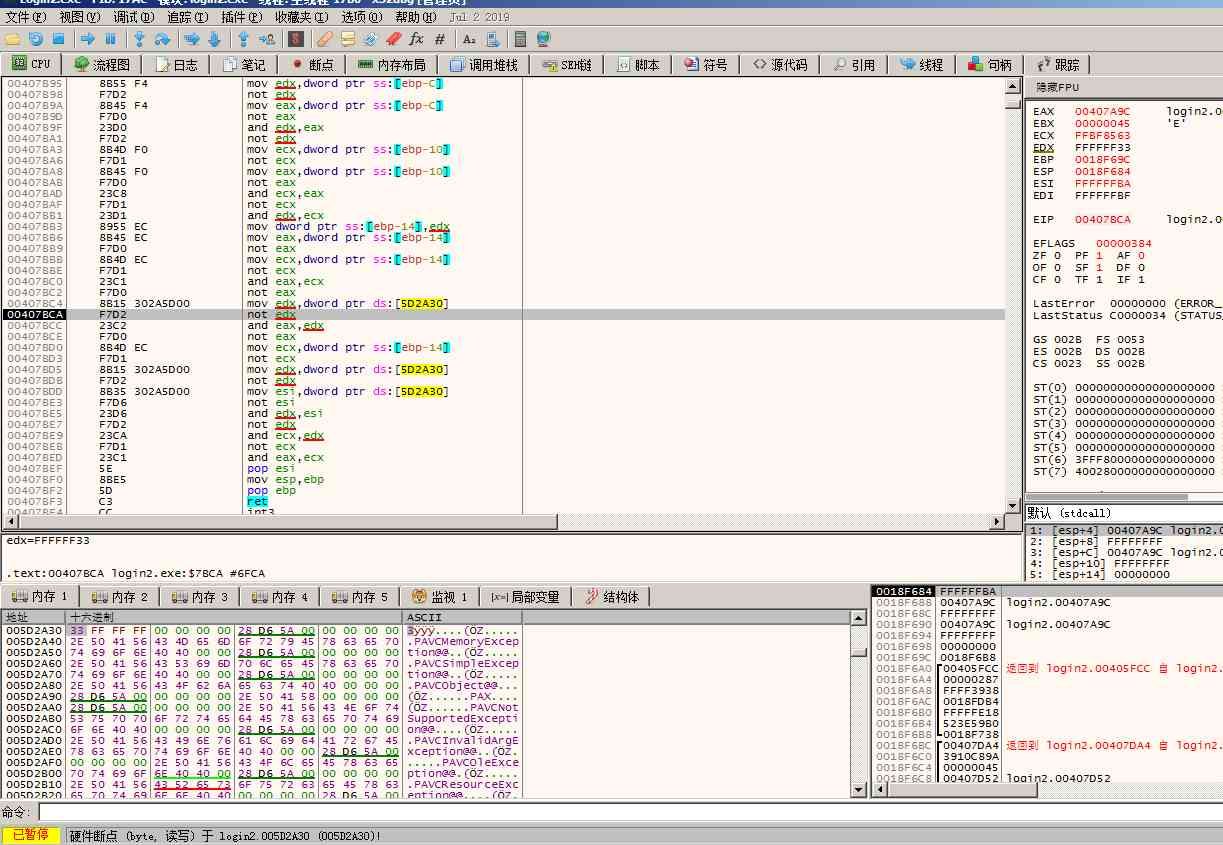 文件(F) 视图(V) 调试(D) 追踪(T) 插件(P) 收藏夹(I) 选项(O) 帮助(H) Jul 2 2019
CPU 流程图 日志 笔记 断点 内存布局 调用堆栈 SEH链 脚本 符号 源代码 引用 线程 句柄 跟踪
00407B95 8B55 F4 mov edx,dword ptr ss:[ebp-C]
00407B98 F7D2 not edx
00407B9A 8B45 F4 mov eax,dword ptr ss:[ebp-C]
00407B9D F7D0 not eax
00407B9F 23D0 and edx,eax
00407BA1 F7D2 not edx
00407BA3 8B4D F0 mov ecx,dword ptr ss:[ebp-10]
00407BA6 F7D1 not ecx
00407BA8 8B45 F0 mov eax,dword ptr ss:[ebp-10]
00407BAB F7D0 not eax
00407BAD 23C8 and ecx,eax
00407BAF F7D1 not ecx
00407BB1 23D1 and edx,ecx
00407BB3 8955 EC mov dword ptr ss:[ebp-14],edx
00407BB6 8B45 EC mov eax,dword ptr ss:[ebp-14]
00407BB9 F7D0 not eax
00407BBB 8B4D EC mov ecx,dword ptr ss:[ebp-14]
00407BBE F7D1 not ecx
00407BC0 23C1 and eax,ecx
00407BC2 F7D0 not eax
00407BC4 8B15 302A5D00 mov edx,dword ptr ds:[5D2A30]
00407BCA F7D2 not edx
00407BCC 23C2 and eax,edx
00407BCE F7D0 not eax
00407BD0 8B4D EC mov ecx,dword ptr ss:[ebp-14]
00407BD3 F7D1 not ecx
00407BD5 8B15 302A5D00 mov edx,dword ptr ds:[5D2A30]
00407BDB F7D2 not edx
00407BDD 8B35 302A5D00 mov esi,dword ptr ds:[5D2A30]
00407BE3 F7D6 not esi
00407BE5 23D6 and edx,esi
00407BE7 F7D2 not edx
00407BE9 23CA and ecx,edx
00407BEB F7D1 not ecx
00407BED 23C1 and eax,ecx
00407BEF 5E pop esi
00407BF0 8BE5 mov esp,ebp
00407BF2 5D pop ebp
00407BF3 C3 ret
00407BF4 CC int3
隐藏FPU
EAX 00407A9C login2.0
EBX 00000045 'E'
ECX FFBF8563
EDX FFFFFF33
EBP 0018F69C
ESP 0018F684
ESI FFFFFFBA
EDI FFFFFFBF
EIP 00407BCA login2.0
EFLAGS 00000384
ZF 0 PF 1 AF 0
OF 0 SF 1 DF 0
CF 0 TF 1 IF 1
LastError 00000000 (ERROR_
LastStatus C0000034 (STATUS
GS 002B FS 0053
ES 002B DS 002B
CS 0023 SS 002B
ST(0) 0000000000000000000
ST(1) 0000000000000000000
ST(2) 0000000000000000000
ST(3) 0000000000000000000
ST(4) 0000000000000000000
ST(5) 0000000000000000000
ST(6) 3FFF800000000000000
ST(7) 4002800000000000000
默认 (stdcall)
1: [esp+4] 00407A9C login2.0
2: [esp+8] FFFFFFFF
3: [esp+C] 00407A9C login2.0
4: [esp+10] FFFFFFFF
5: [esp+14] 00000000
edx=FFFFFF33
.text:00407BCA login2.exe:$7BCA #6FCA
内存 1 内存 2 内存 3 内存 4 内存 5 监视 1 [x=] 局部变量 结构体
地址 十六进制 ASCII
005D2A30 33 FF FF FF 00 00 00 00 28 D6 5A 00 00 00 00 00 3ÿÿÿ....(ÖZ.....
005D2A40 2E 50 41 56 43 4D 65 6D 6F 72 79 45 78 63 65 70 .PAVCMemoryExcep
005D2A50 74 69 6F 6E 40 40 00 00 28 D6 5A 00 00 00 00 00 tion@@..(ÖZ.....
005D2A60 2E 50 41 56 43 53 69 6D 70 6C 65 45 78 63 65 70 .PAVCSimpleExcep
005D2A70 74 69 6F 6E 40 40 00 00 28 D6 5A 00 00 00 00 00 tion@@..(ÖZ.....
005D2A80 2E 50 41 56 43 4F 62 6A 65 63 74 40 40 00 00 00 .PAVCObject@@...
005D2A90 28 D6 5A 00 00 00 00 00 2E 50 41 58 00 00 00 00 (ÖZ......PAX....
005D2AA0 28 D6 5A 00 00 00 00 00 2E 50 41 56 43 4E 6F 74 (ÖZ......PAVCNot
005D2AB0 53 75 70 70 6F 72 74 65 64 45 78 63 65 70 74 69 SupportedExcepti
005D2AC0 6F 6E 40 40 00 00 00 00 28 D6 5A 00 00 00 00 00 on@@....(ÖZ.....
005D2AD0 2E 50 41 56 43 49 6E 76 61 6C 69 64 41 72 67 45 .PAVCInvalidArgE
005D2AE0 78 63 65 70 74 69 6F 6E 40 40 00 00 28 D6 5A 00 xception@@..(ÖZ.
005D2AF0 00 00 00 00 2E 50 41 56 43 4F 6C 65 45 78 63 65 .....PAVCOleExce
005D2B00 70 74 69 6F 6E 40 40 00 28 D6 5A 00 00 00 00 00 ption@@.(ÖZ.....
005D2B10 2E 50 41 56 43 52 65 73 6F 75 72 63 65 45 78 63 .PAVCResourceExc
005D2B20 65 70 74 69 6F 6E 40 40 00 00 00 00 28 D6 5A 00 eption@@....(ÖZ.
0018F684 FFFFFFBA
0018F688 00407A9C login2.00407A9C
0018F68C FFFFFFFF
0018F690 00407A9C login2.00407A9C
0018F694 FFFFFFFF
0018F698 00000000
0018F69C 0018F6B8
0018F6A0 00405FCC 返回到 login2.00405FCC 自 login2.
0018F6A4 00000287
0018F6A8 FFFF3938
0018F6AC 0018FDB4
0018F6B0 FFFFFE18
0018F6B4 523E59B0
0018F6B8 0018F738
0018F6BC 00407DA4 返回到 login2.00407DA4 自 login2.
0018F6C0 3910C89A
0018F6C4 00000045
0018F6C8 00407D52 login2.00407D52
命令:
已暂停 硬件断点 (byte, 读写) 于 login2.005D2A30 (005D2A30)!